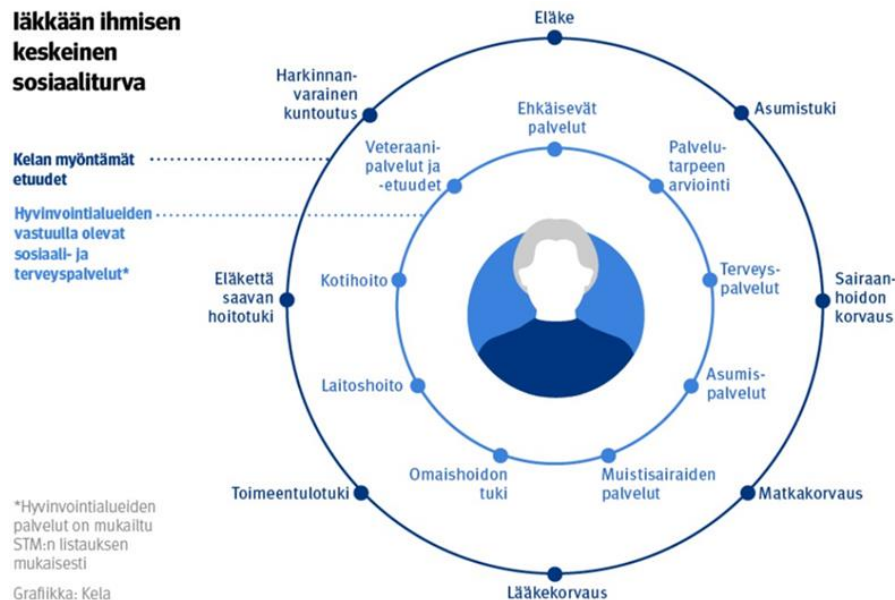 Iäkkään ihmisen
keskeinen
sosiaaliturva
Kelan myöntämät
etuudet
Hyvinvointialueiden
vastuulla olevat
sosiaali- ja
terveyspalvelut*
Eläke
Asumistuki
Sairaan-
hoidon
korvaus
Matkakorvaus
Lääkekorvaus
Toimeentulotuki
Eläkettä
saavan
hoitotuki
Harkinnan-
varainen
kuntoutus
Ehkäisevät
palvelut
Palvelu-
tarpeen
arviointi
Terveys-
palvelut
Asumis-
palvelut
Muistisairaiden
palvelut
Omaishoidon
tuki
Laitoshoito
Kotihoito
Veteraani-
palvelut ja
-etuudet
*Hyvinvointialueiden
palvelut on mukailtu
STM:n listauksen
mukaisesti
Grafiikka: Kela